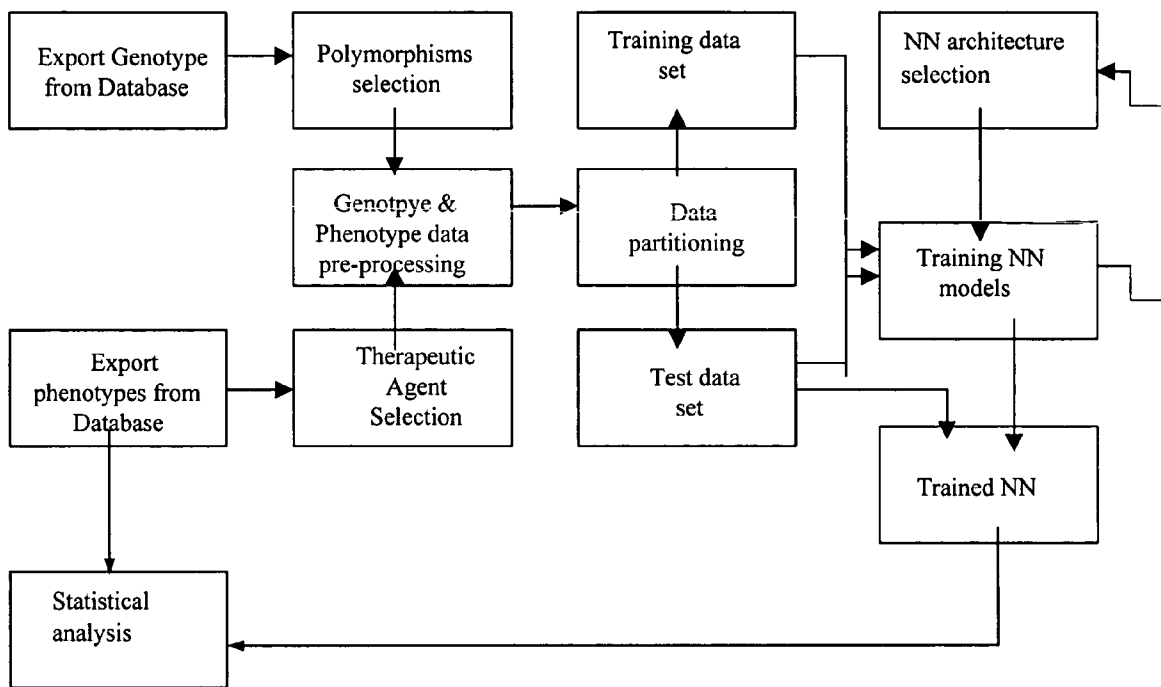 Export Genotype
from Database
Polymorphisms
selection
Training data
set
NN architecture
selection
Genotpye &
Phenotype data
pre-processing
Data
partitioning
Training NN
models
Export
phenotypes from
Database
Therapeutic
Agent
Selection
Test data
set
Trained NN
Statistical
analysis